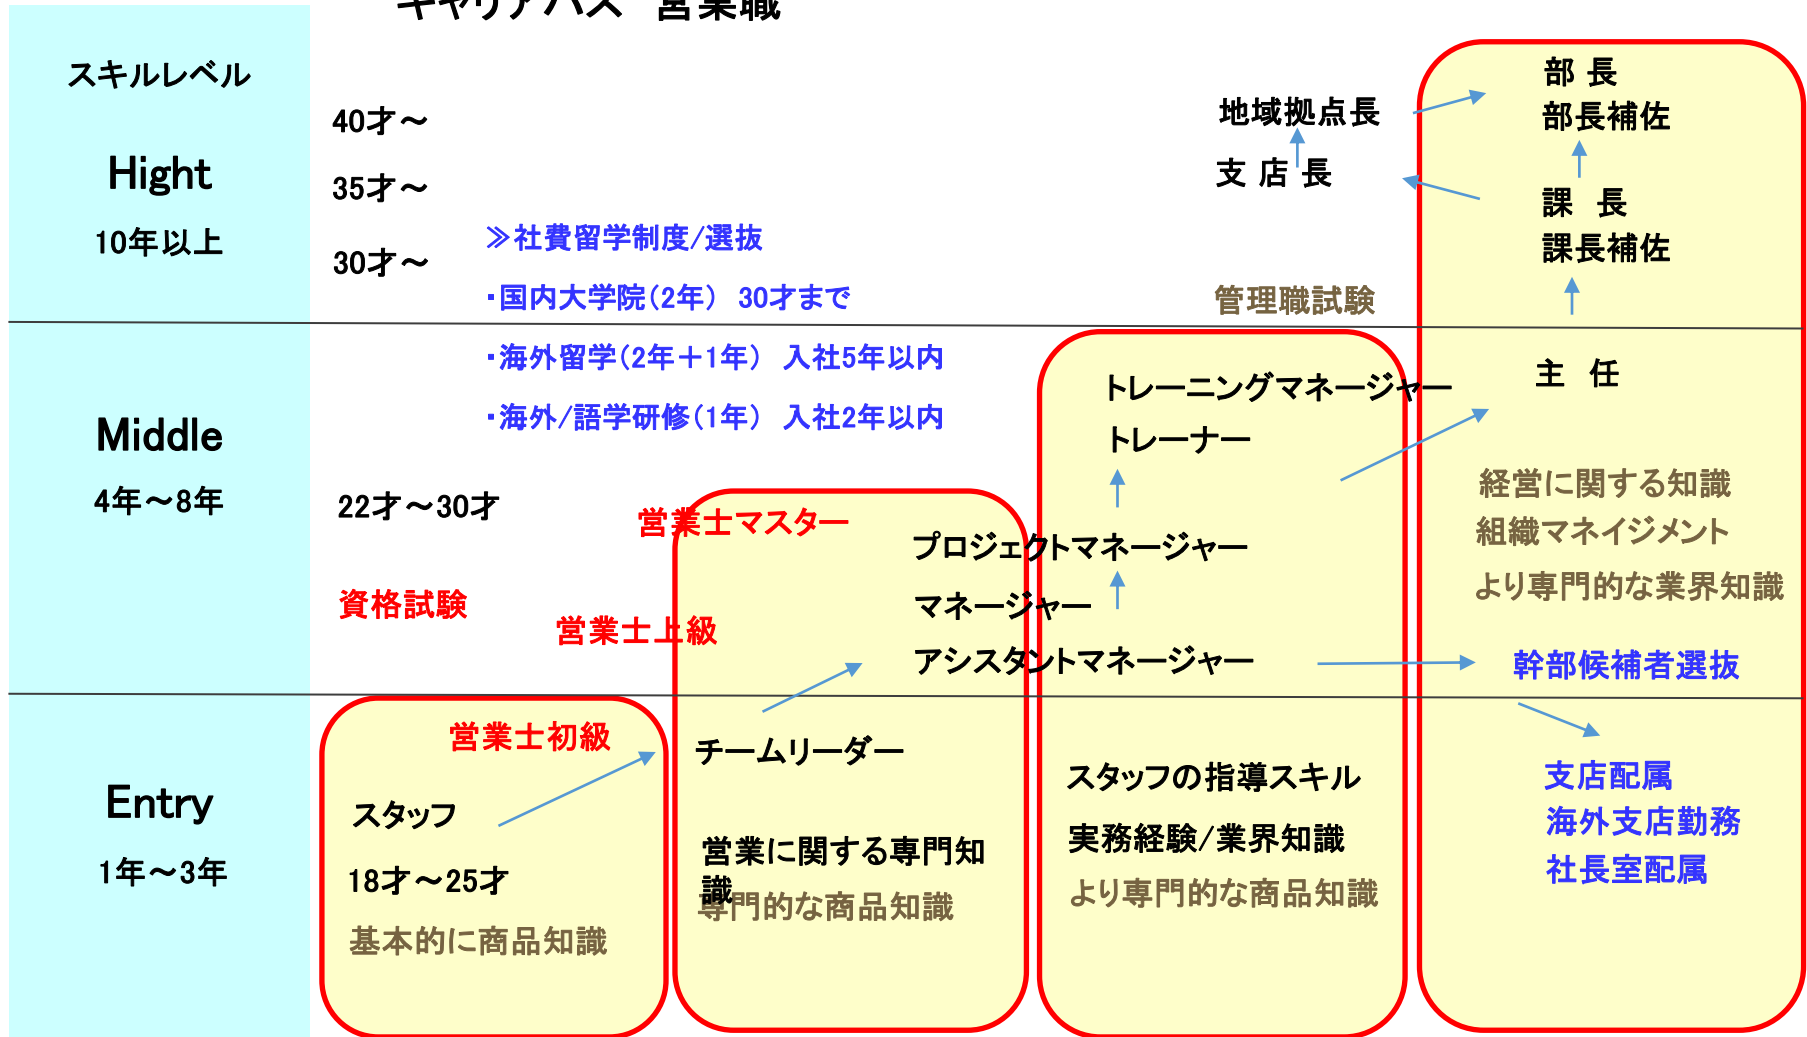 キャリアパス 営業職
スキルレベル
Hight
10年以上
40才～
35才～
30才～
≫社費留学制度/選抜
・国内大学院（2年） 30才まで
・海外留学（2年＋1年） 入社5年以内
・海外/語学研修（1年） 入社2年以内
地域拠点長
支 店 長
管理職試験
部 長
部長補佐
課 長
課長補佐
Middle
4年～8年
22才～30才
資格試験
営業士マスター
営業士上級
トレーニングマネージャー
トレーナー
プロジェクトマネージャー
マネージャー
アシスタントマネージャー
主 任
経営に関する知識
組織マネイジメント
より専門的な業界知識
幹部候補者選抜
Entry
1年～3年
営業士初級
スタッフ
18才～25才
基本的に商品知識
チームリーダー
営業に関する専門知
識
専門的な商品知識
スタッフの指導スキル
実務経験/業界知識
より専門的な商品知識
支店配属
海外支店勤務
社長室配属